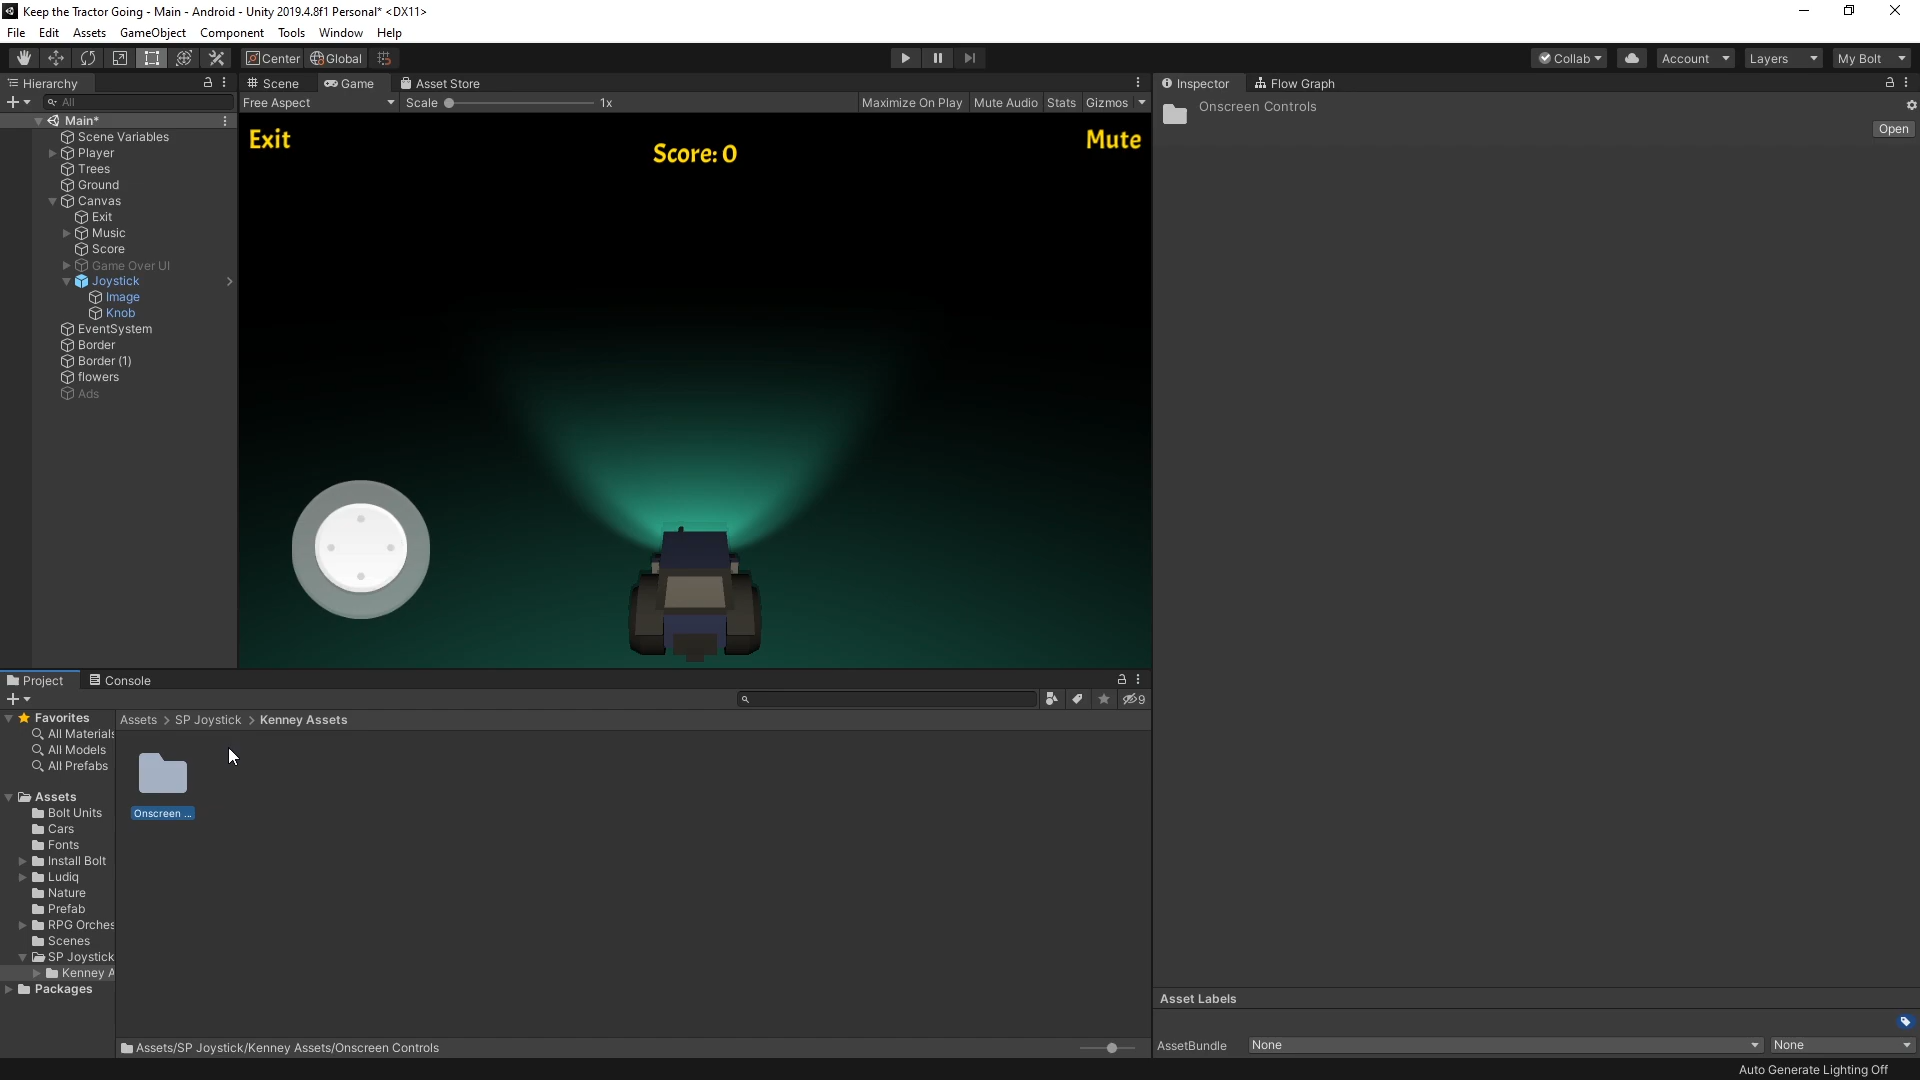 Keep the Tractor Going - Main - Android - Unity 2019.4.8f1 Personal* <DX11>
File Edit Assets GameObject Component Tools Window Help
Center Global Collab Account Layers My Bolt
Hierarchy
All
Main*
Scene Variables
Player
Trees
Ground
Canvas
Exit
Music
Score
Game Over UI
Joystick
Image
Knob
EventSystem
Border
Border (1)
flowers
Ads
Scene Game Asset Store
Free Aspect Scale 1x Maximize On Play Mute Audio Stats Gizmos
Exit
Score: 0
Mute
Inspector Flow Graph
Onscreen Controls
Open
Project Console
9
Favorites
All Materials
All Models
All Prefabs
Assets
Bolt Units
Cars
Fonts
Install Bolt
Ludiq
Nature
Prefab
RPG Orches
Scenes
SP Joystick
Kenney A
Packages
Assets > SP Joystick > Kenney Assets
Onscreen ...
Assets/SP Joystick/Kenney Assets/Onscreen Controls
Asset Labels
AssetBundle None None
Auto Generate Lighting Off